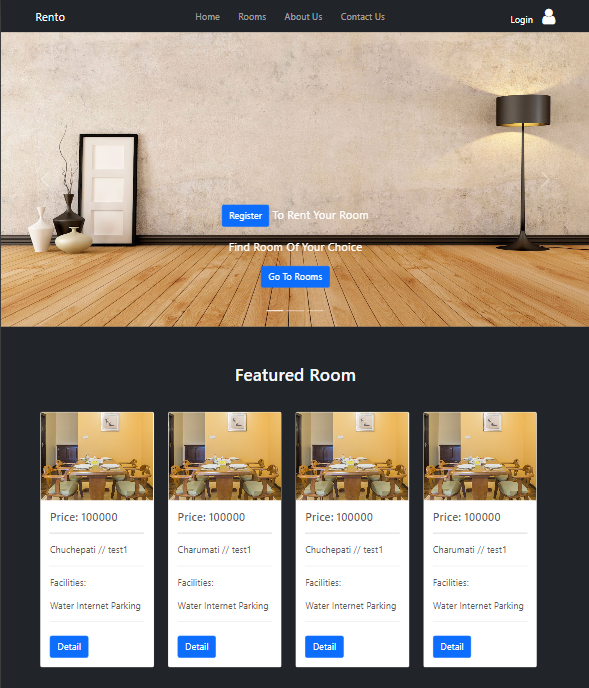 Rento Home Rooms About Us Contact Us Login
Register To Rent Your Room
Find Room Of Your Choice
Go To Rooms
Featured Room
Price: 100000
Chuchepati // test1
Facilities:
Water Internet Parking
Detail
Price: 100000
Charumati // test1
Facilities:
Water Internet Parking
Detail
Price: 100000
Chuchepati // test1
Facilities:
Water Internet Parking
Detail
Price: 100000
Charumati // test1
Facilities:
Water Internet Parking
Detail